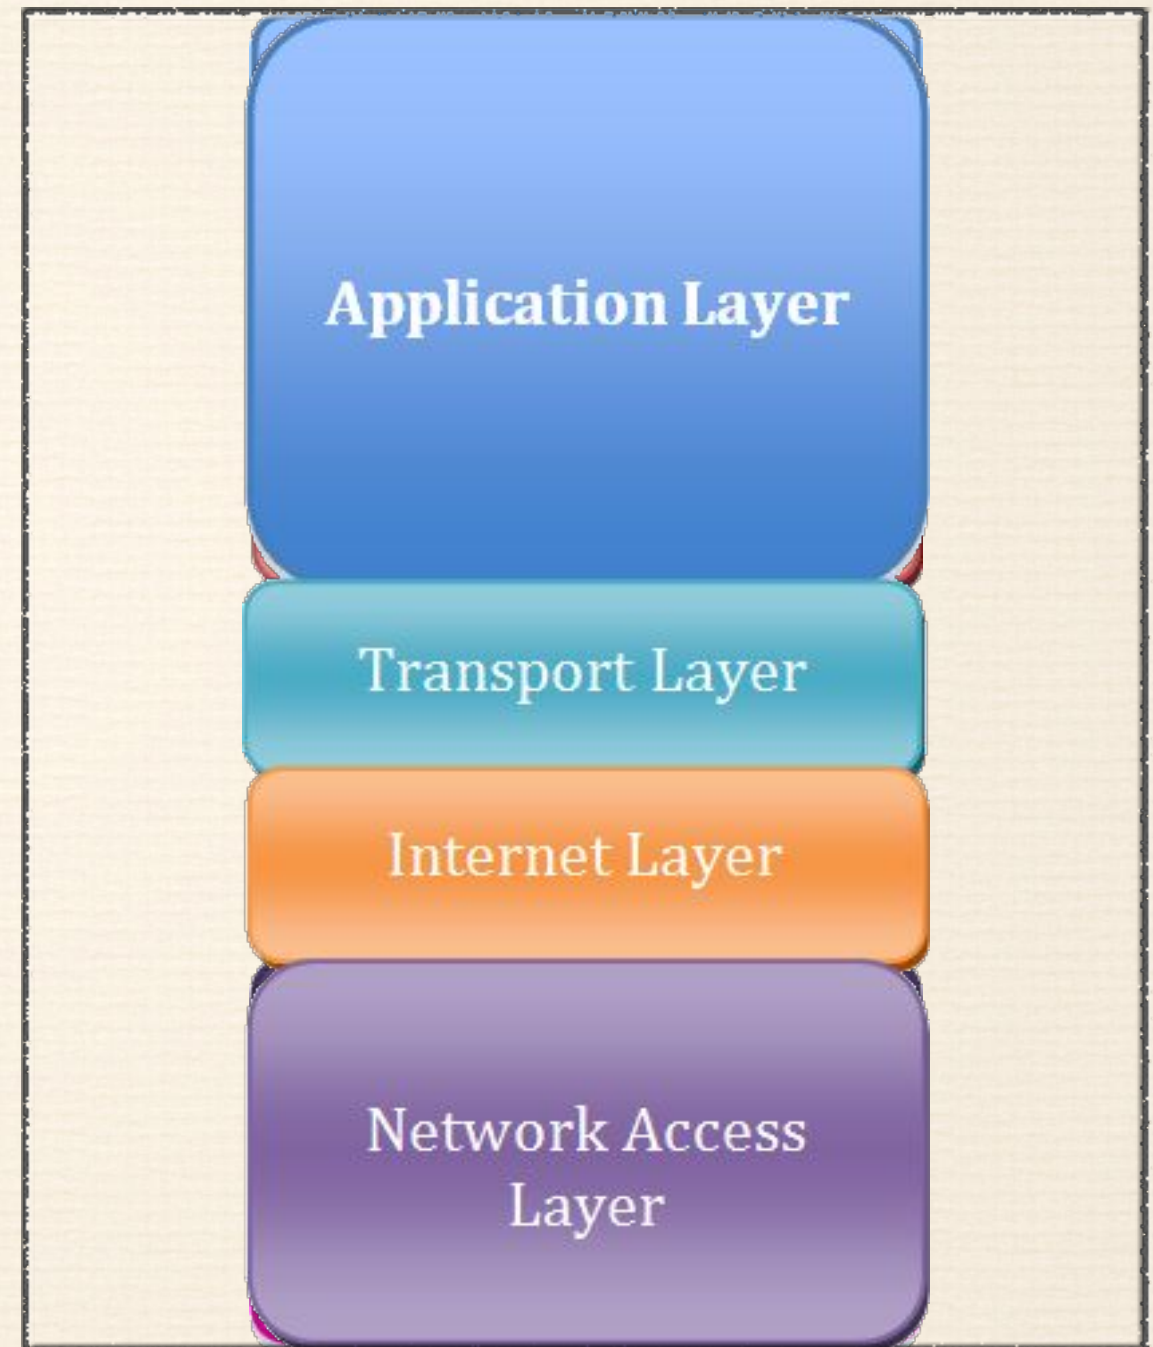 Application Layer
Transport Layer
Internet Layer
Network Access
Layer